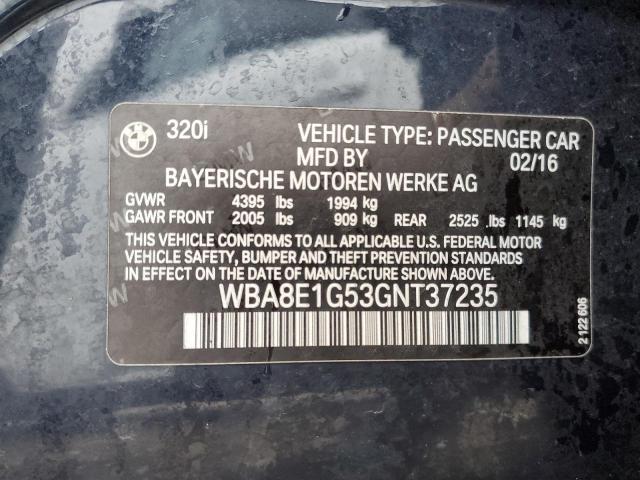 320i VEHICLE TYPE: PASSENGER CAR
MFD BY 02/16
BAYERISCHE MOTOREN WERKE AG
GVWR 4395 lbs 1994 kg
GAWR FRONT 2005 lbs 909 kg REAR 2525 lbs 1145 kg
THIS VEHICLE CONFORMS TO ALL APPLICABLE U.S. FEDERAL MOTOR
VEHICLE SAFETY, BUMPER AND THEFT PREVENTION STANDARDS
IN EFFECT ON THE DATE OF MANUFACTURE SHOWN ABOVE.
WBA8E1G53GNT37235
2 122 606